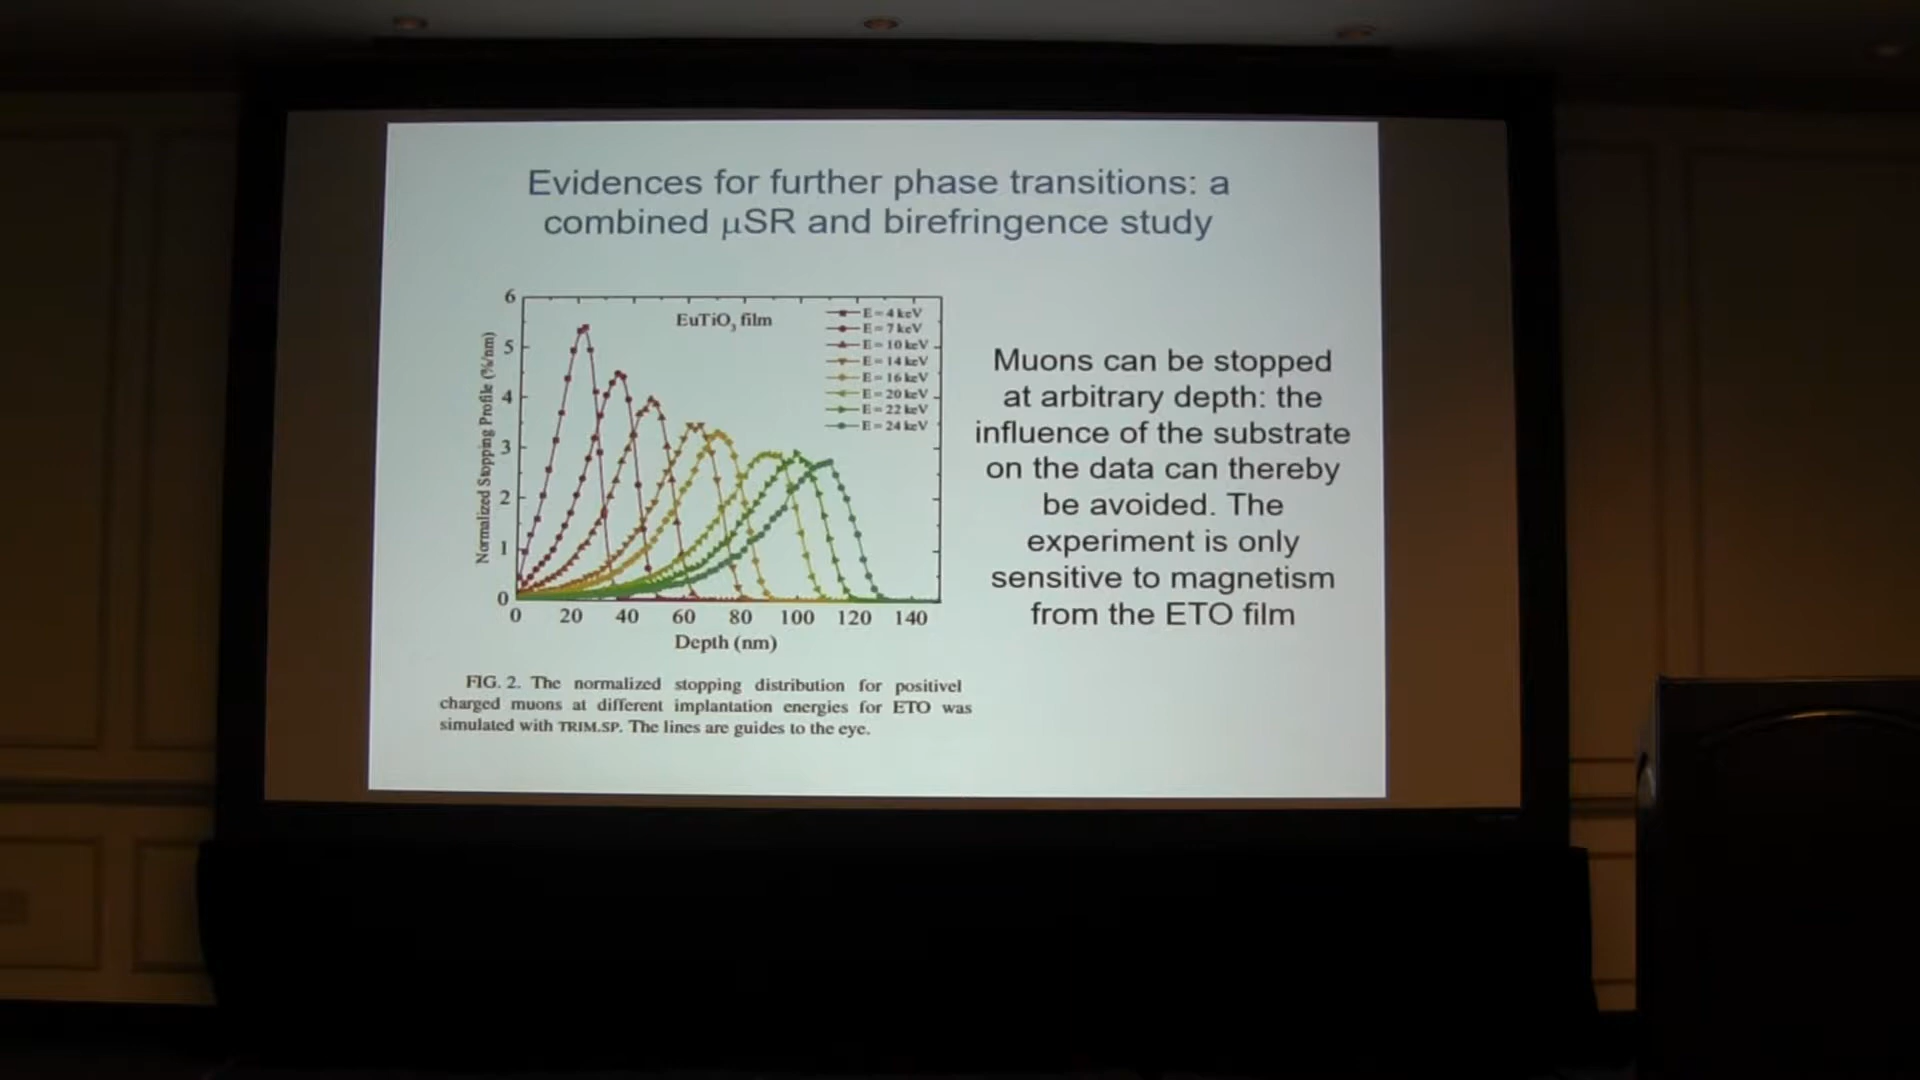 Evidences for further phase transitions: a
combined μSR and birefringence study
6
5
4
3
2
1
0
Normalized Stopping Profile (%/nm)
EuTiO₃ film
E = 4 keV
E = 7 keV
E = 10 keV
E = 14 keV
E = 16 keV
E = 20 keV
E = 22 keV
E = 24 keV
0 20 40 60 80 100 120 140
Depth (nm)
FIG. 2. The normalized stopping distribution for positivel
charged muons at different implantation energies for ETO was
simulated with TRIM.SP. The lines are guides to the eye.
Muons can be stopped
at arbitrary depth: the
influence of the substrate
on the data can thereby
be avoided. The
experiment is only
sensitive to magnetism
from the ETO film